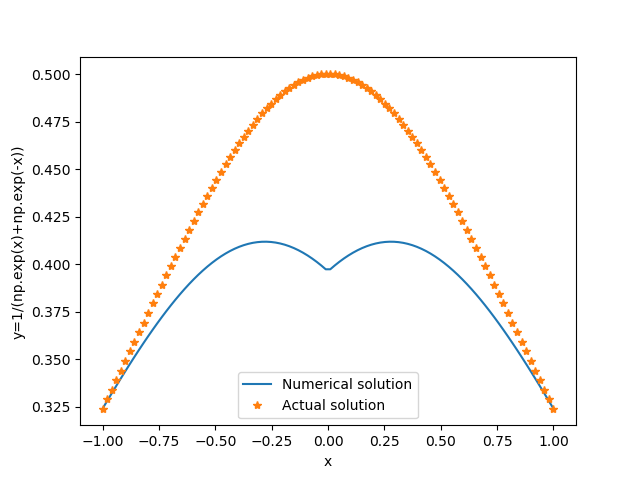 y=1/(np.exp(x)+np.exp(-x))
0.500
0.475
0.450
0.425
0.400
0.375
0.350
0.325
Numerical solution
Actual solution
−1.00 −0.75 −0.50 −0.25 0.00 0.25 0.50 0.75 1.00
x